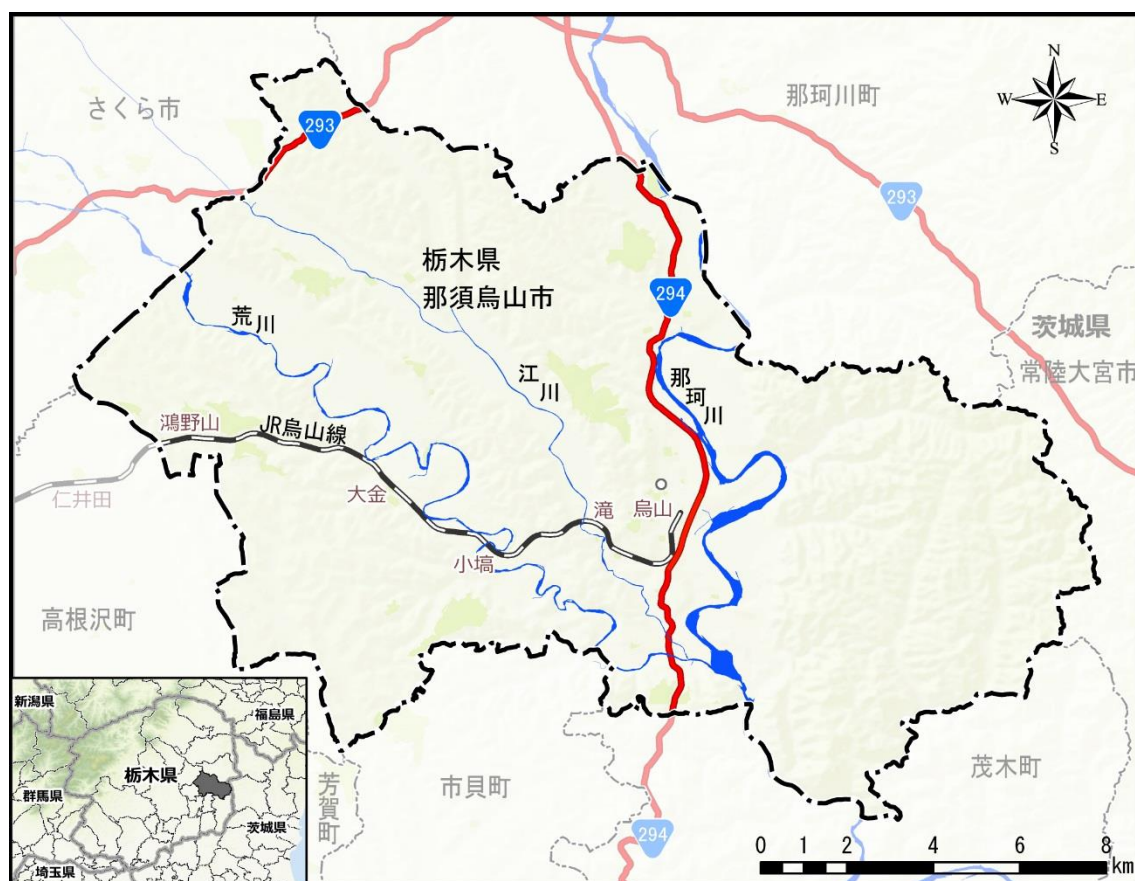 N
W
E
S
さくら市
293
那珂川町
293
栃木県
那須烏山市
294
茨城県
常陸大宮市
荒川
江川
那珂川
鴻野山
JR烏山線
仁井田
大金
滝
烏山
小塙
高根沢町
市貝町
芳賀町
茂木町
294
0
2
4
6
8
km
新潟県
福島県
栃木県
群馬県
茨城県
埼玉県